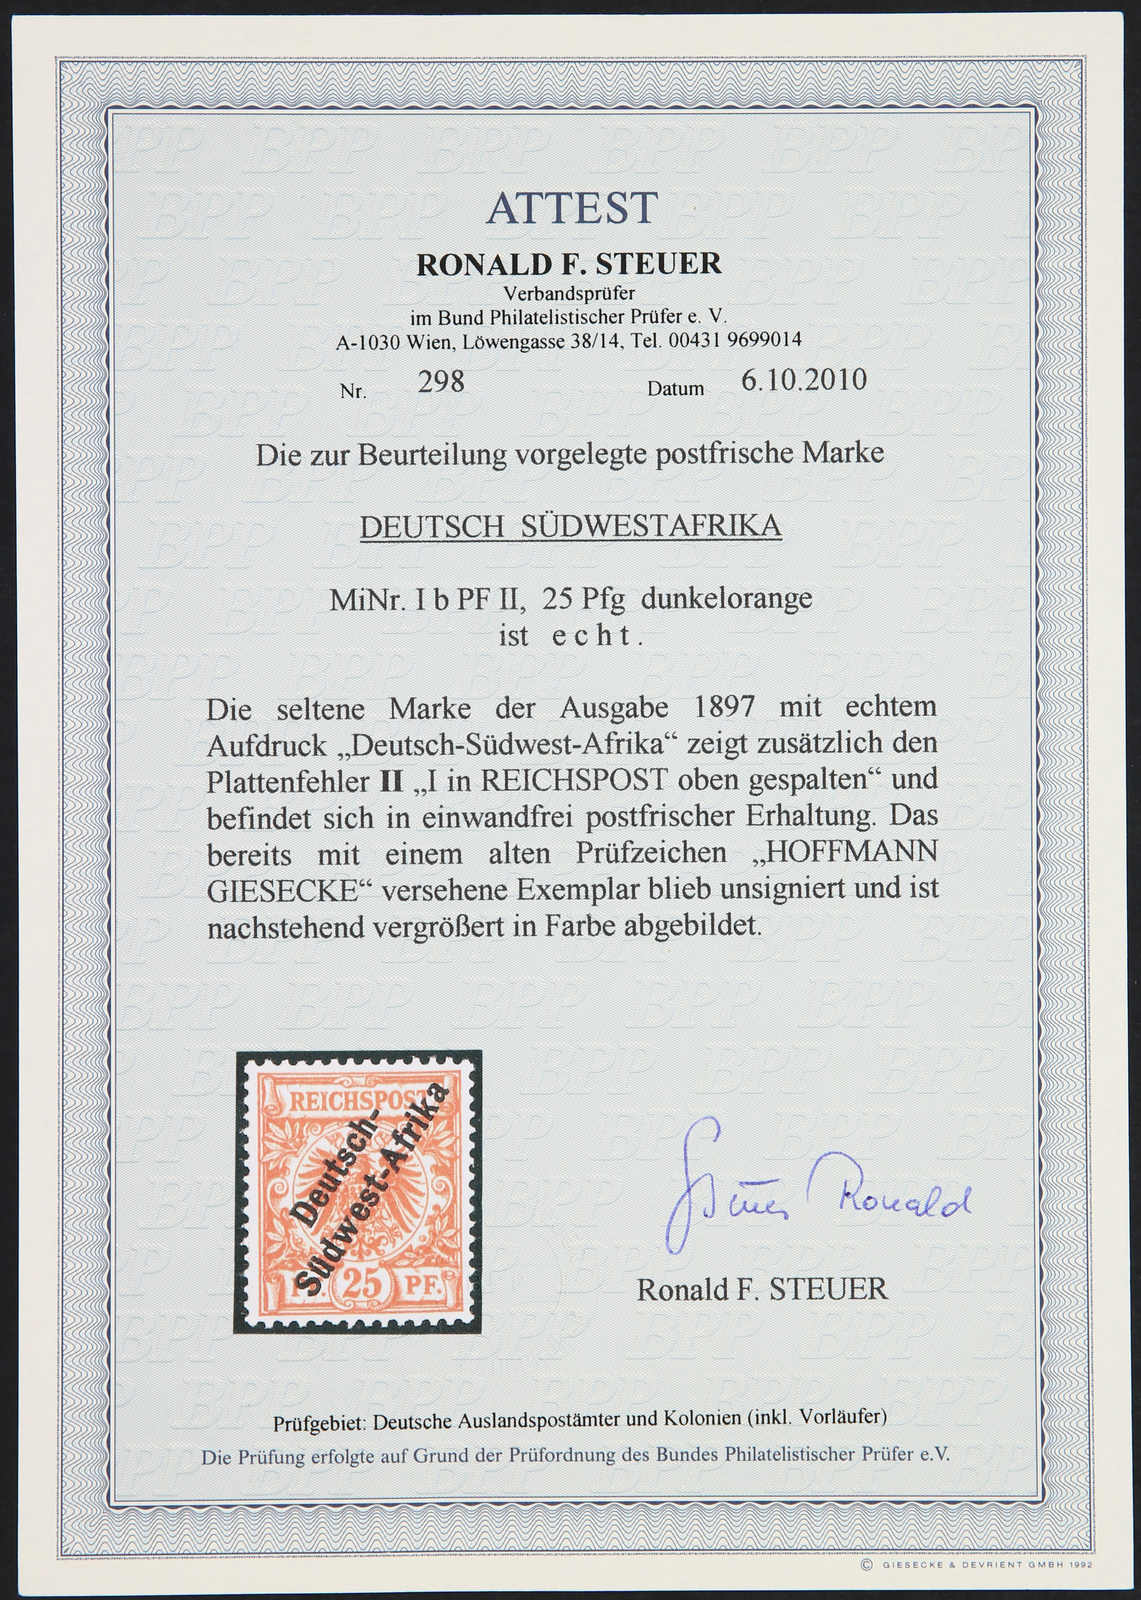 ATTEST
RONALD F. STEUER
Verbandsprüfer
im Bund Philatelistischer Prüfer e. V.
A-1030 Wien, Löwengasse 38/14, Tel. 00431 9699014
Nr. 298 Datum 6.10.2010
Die zur Beurteilung vorgelegte postfrische Marke
DEUTSCH SÜDWESTAFRIKA
MiNr. I b PF II, 25 Pfg dunkelorange
ist e c h t .
Die seltene Marke der Ausgabe 1897 mit echtem
Aufdruck „Deutsch-Südwest-Afrika“ zeigt zusätzlich den
Plattenfehler II „I in REICHSPOST oben gespalten“ und
befindet sich in einwandfrei postfrischer Erhaltung. Das
bereits mit einem alten Prüfzeichen „HOFFMANN
GIESECKE“ versehene Exemplar blieb unsigniert und ist
nachstehend vergrößert in Farbe abgebildet.
REICHSPOST
Deutsch-
Südwest-Afrika
25 PF.
Steuer Ronald
Ronald F. STEUER
Prüfgebiet: Deutsche Auslandspostämter und Kolonien (inkl. Vorläufer)
Die Prüfung erfolgte auf Grund der Prüfordnung des Bundes Philatelistischer Prüfer e.V.
© GIESECKE & DEVRIENT GMBH 1992